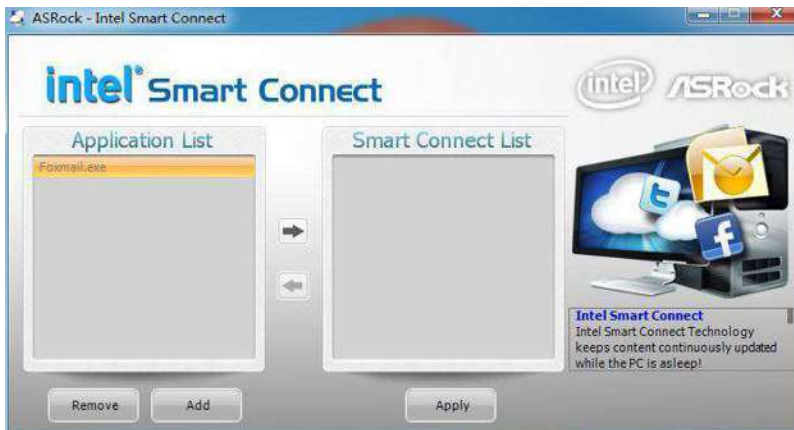 ASRock - Intel Smart Connect
intel® Smart Connect
intel® ASRock
Application List
Foxmail.exe
Smart Connect List
Intel Smart Connect
Intel Smart Connect Technology
keeps content continuously updated
while the PC is asleep!
Remove
Add
Apply